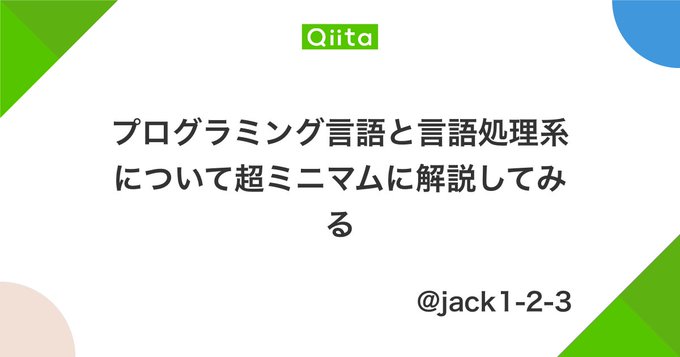 Qiita
プログラミング言語と言語処理系
について超ミニマムに解説してみ
る
@jack1-2-3